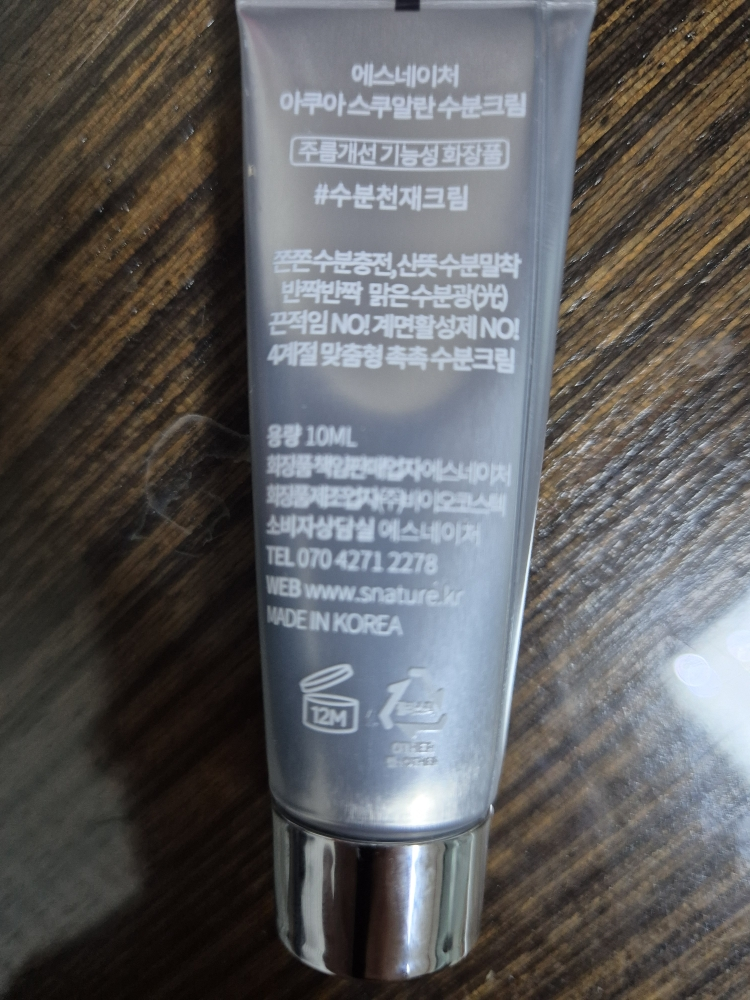 에스네이처
아쿠아 스쿠알란 수분크림
주름개선 기능성 화장품
#수분천재크림
쫀쫀 수분충전, 산뜻 수분밀착
반짝반짝 맑은 수분광(光)
끈적임 NO! 계면활성제 NO!
4계절 맞춤형 촉촉 수분크림
용량 10ML
화장품책임판매업자 에스네이처
화장품제조업자 (주)바이오코스텍
소비자상담실 에스네이처
TEL 070 4271 2278
WEB www.snature.kr
MADE IN KOREA
12M
OTHER